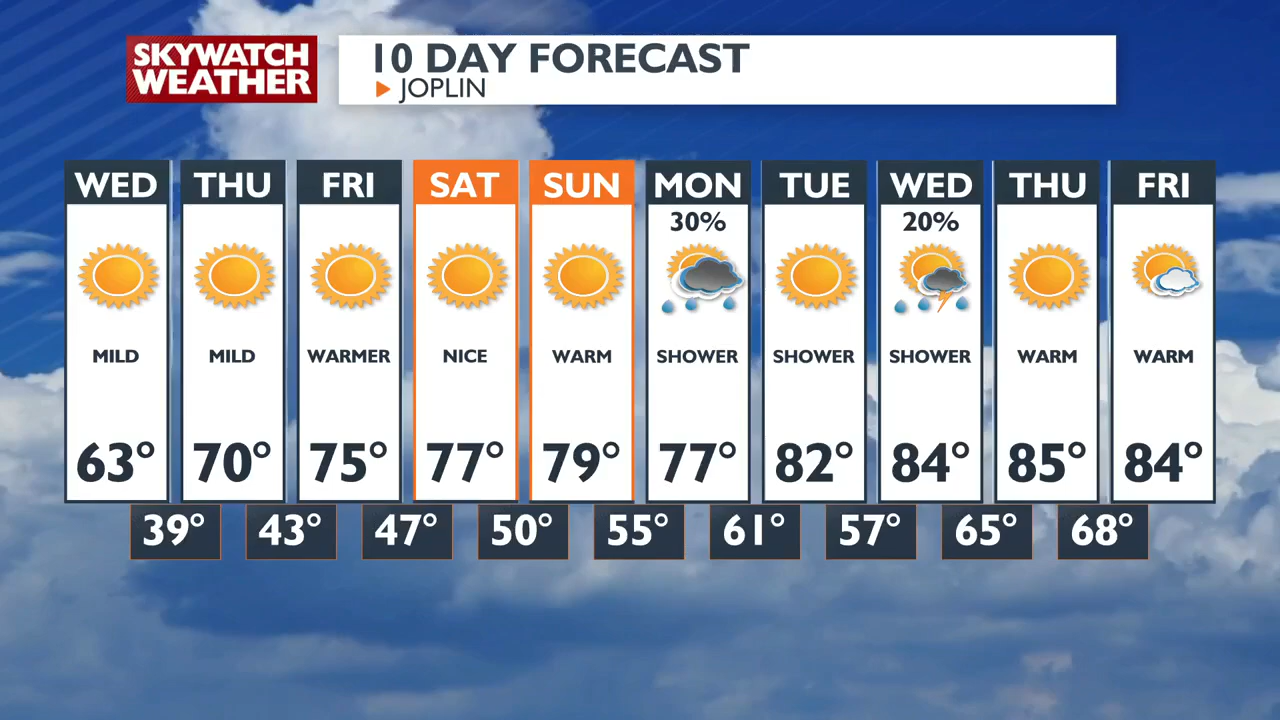 SKYWATCH
WEATHER
10 DAY FORECAST
JOPLIN
WED THU FRI SAT SUN MON TUE WED THU FRI
30% 20%
MILD MILD WARMER NICE WARM SHOWER SHOWER SHOWER WARM WARM
63° 70° 75° 77° 79° 77° 82° 84° 85° 84°
39° 43° 47° 50° 55° 61° 57° 65° 68°